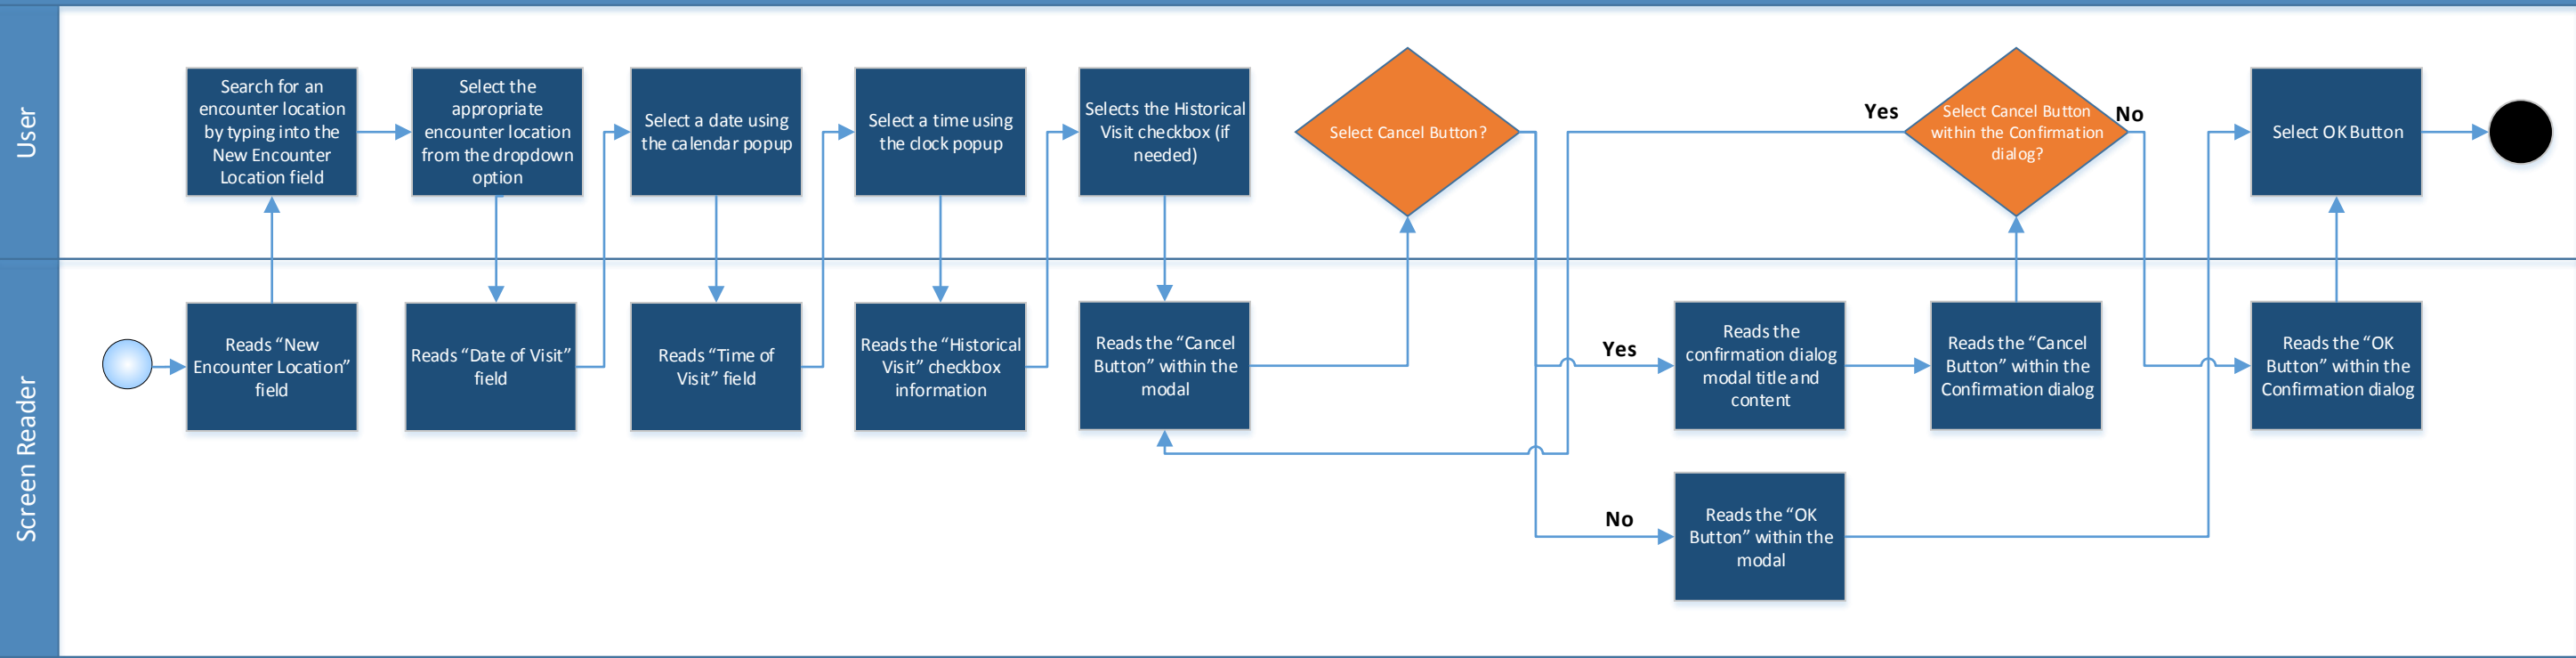 User
Search for an
encounter location
by typing into the
New Encounter
Location field
Select the
appropriate
encounter location
from the dropdown
option
Select a date using
the calendar popup
Select a time using
the clock popup
Selects the Historical
Visit checkbox (if
needed)
Select Cancel Button?
Yes
Select Cancel Button
within the Confirmation
dialog?
No
Select OK Button
Screen Reader
Reads “New
Encounter Location”
field
Reads “Date of Visit”
field
Reads “Time of
Visit” field
Reads the “Historical
Visit” checkbox
information
Reads the “Cancel
Button” within the
modal
Yes
Reads the
confirmation dialog
modal title and
content
Reads the “Cancel
Button” within the
Confirmation dialog
Reads the “OK
Button” within the
Confirmation dialog
No
Reads the “OK
Button” within the
modal